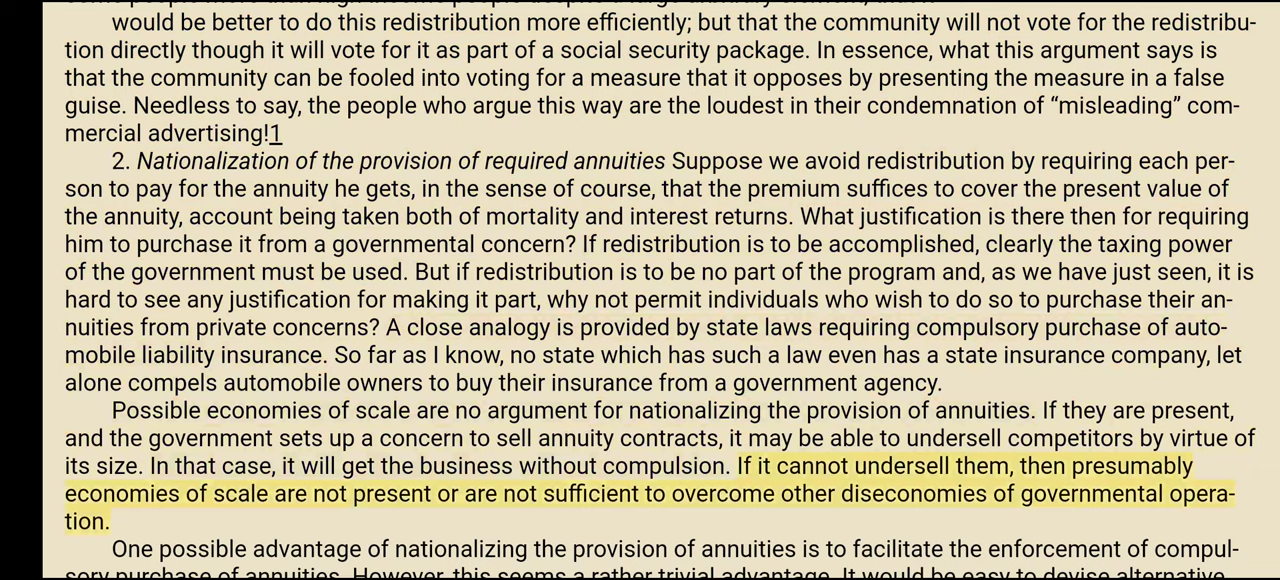 would be better to do this redistribution more efficiently; but that the community will not vote for the redistribu-
tion directly though it will vote for it as part of a social security package. In essence, what this argument says is
that the community can be fooled into voting for a measure that it opposes by presenting the measure in a false
guise. Needless to say, the people who argue this way are the loudest in their condemnation of “misleading” com-
mercial advertising!1
2. Nationalization of the provision of required annuities Suppose we avoid redistribution by requiring each per-
son to pay for the annuity he gets, in the sense of course, that the premium suffices to cover the present value of
the annuity, account being taken both of mortality and interest returns. What justification is there then for requiring
him to purchase it from a governmental concern? If redistribution is to be accomplished, clearly the taxing power
of the government must be used. But if redistribution is to be no part of the program and, as we have just seen, it is
hard to see any justification for making it part, why not permit individuals who wish to do so to purchase their an-
nuities from private concerns? A close analogy is provided by state laws requiring compulsory purchase of auto-
mobile liability insurance. So far as I know, no state which has such a law even has a state insurance company, let
alone compels automobile owners to buy their insurance from a government agency.
Possible economies of scale are no argument for nationalizing the provision of annuities. If they are present,
and the government sets up a concern to sell annuity contracts, it may be able to undersell competitors by virtue of
its size. In that case, it will get the business without compulsion. If it cannot undersell them, then presumably
economies of scale are not present or are not sufficient to overcome other diseconomies of governmental opera-
tion.
One possible advantage of nationalizing the provision of annuities is to facilitate the enforcement of compul-
sory purchase of annuities. However, this seems a rather trivial advantage. It would be easy to devise alternative